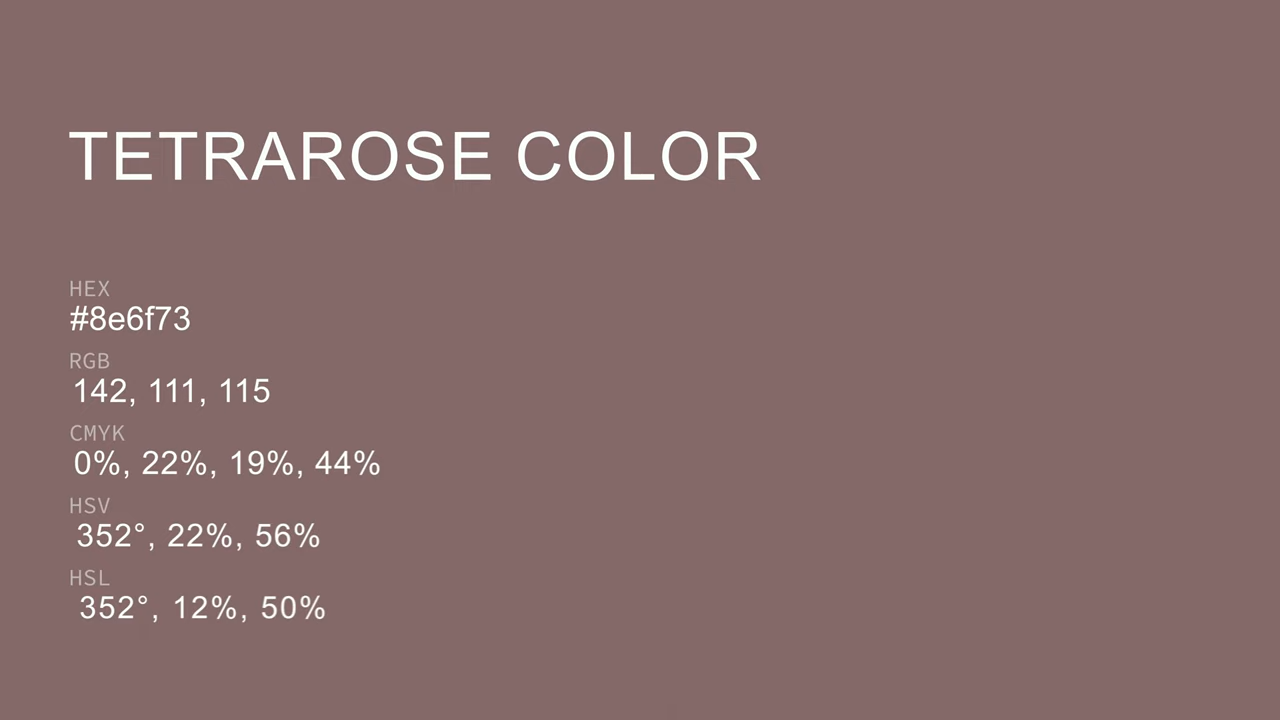 TETRAROSE COLOR
HEX
#8e6f73
RGB
142, 111, 115
CMYK
0%, 22%, 19%, 44%
HSV
352°, 22%, 56%
HSL
352°, 12%, 50%